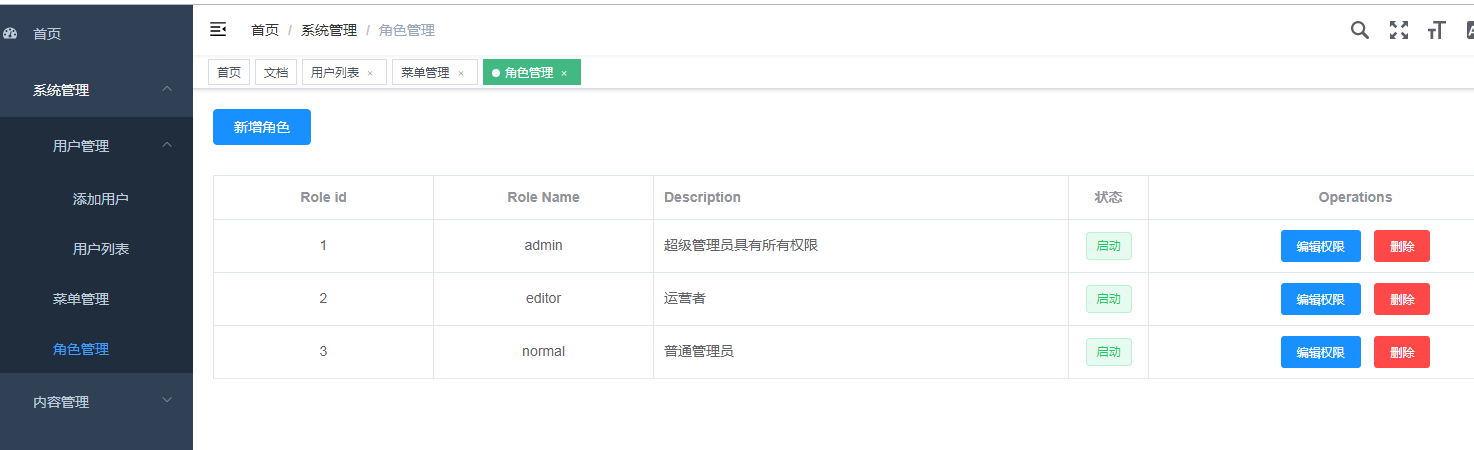 首页
系统管理
用户管理
添加用户
用户列表
菜单管理
角色管理
内容管理
首页 / 系统管理 / 角色管理
首页 文档 用户列表 × 菜单管理 × 角色管理 ×
新增角色
Role id Role Name Description 状态 Operations
1 admin 超级管理员具有所有权限 启动 编辑权限 删除
2 editor 运营者 启动 编辑权限 删除
3 normal 普通管理员 启动 编辑权限 删除